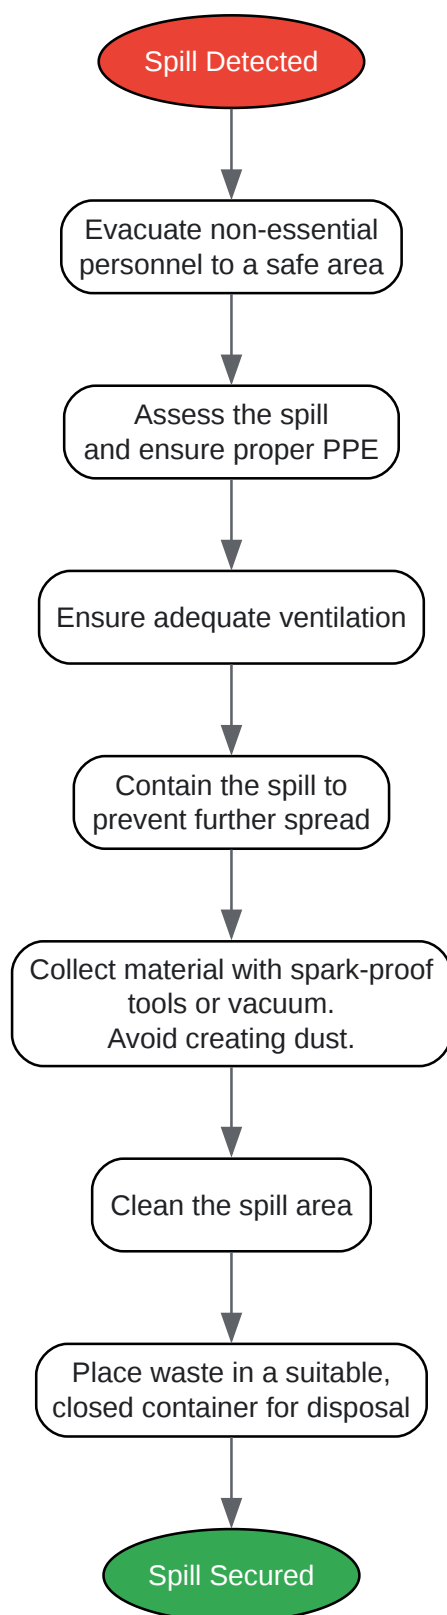 Spill Detected
Evacuate non-essential
personnel to a safe area
Assess the spill
and ensure proper PPE
Ensure adequate ventilation
Contain the spill to
prevent further spread
Collect material with spark-proof
tools or vacuum.
Avoid creating dust.
Clean the spill area
Place waste in a suitable,
closed container for disposal
Spill Secured